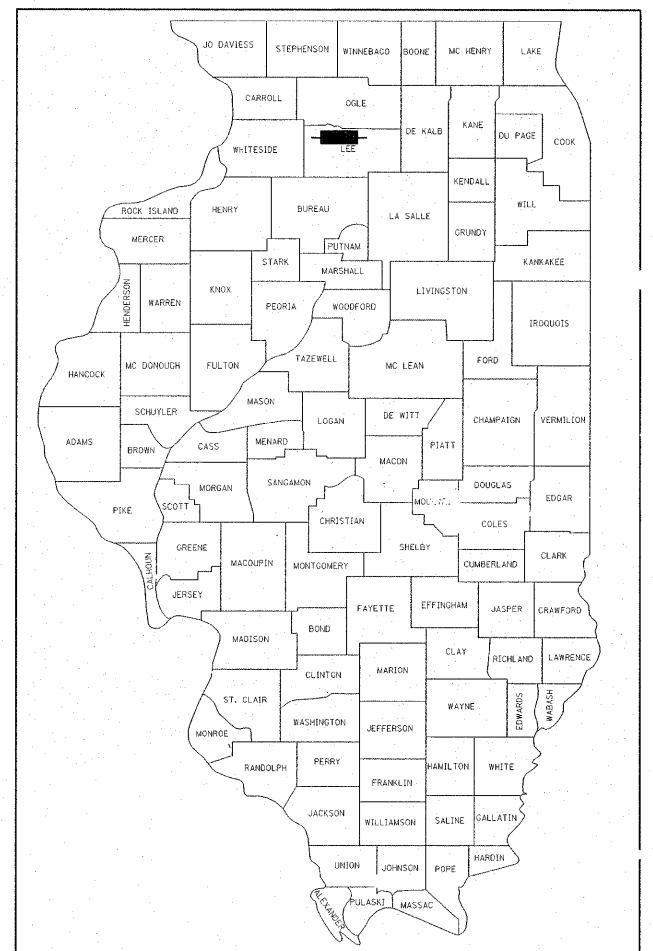 JO DAVIESS
STEPHENSON
WINNEBAGO
BOONE
MC HENRY
LAKE
CARROLL
OGLE
KANE
DE KALB
DU PAGE
COOK
WHITESIDE
LEE
KENDALL
WILL
ROCK ISLAND
HENRY
BUREAU
LA SALLE
GRUNDY
MERCER
PUTNAM
KANKAKEE
STARK
MARSHALL
HENDERSON
WARREN
KNOX
PEORIA
WOODFORD
LIVINGSTON
IROQUOIS
HANCOCK
MC DONOUGH
FULTON
TAZEWELL
MC LEAN
FORD
MASON
SCHUYLER
LOGAN
DE WITT
CHAMPAIGN
VERMILION
ADAMS
BROWN
CASS
MENARD
PIATT
MACON
MORGAN
SANGAMON
DOUGLAS
EDGAR
PIKE
SCOTT
CHRISTIAN
COLES
GREENE
MACOUPIN
MONTGOMERY
SHELBY
CUMBERLAND
CLARK
CALHOUN
JERSEY
FAYETTE
EFFINGHAM
JASPER
CRAWFORD
MADISON
BOND
CLAY
RICHLAND
LAWRENCE
MARION
CLINTON
ST. CLAIR
WAYNE
EDWARDS
WABASH
WASHINGTON
JEFFERSON
MONROE
RANDOLPH
PERRY
HAMILTON
WHITE
FRANKLIN
JACKSON
WILLIAMSON
SALINE
GALLATIN
UNION
JOHNSON
POPE
HARDIN
ALEXANDER
PULASKI
MASSAC